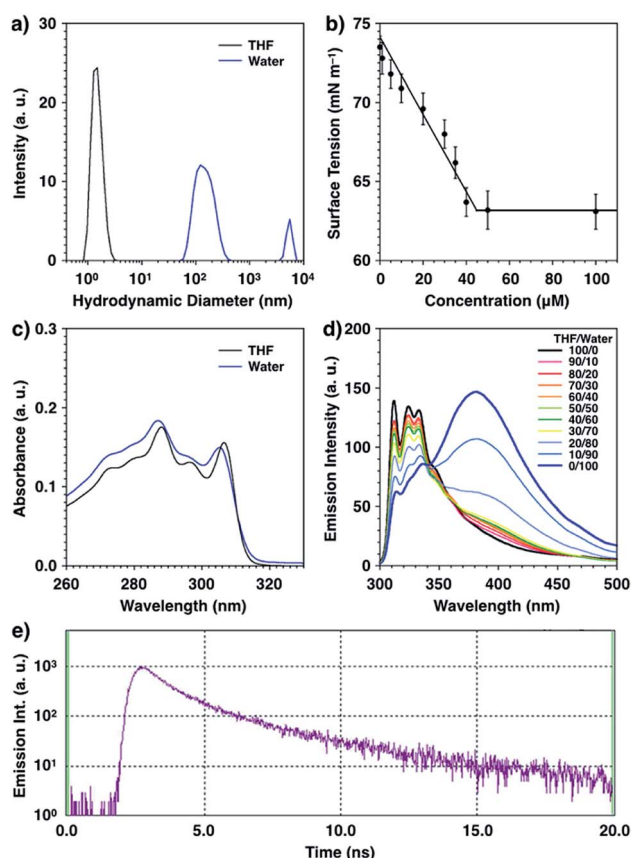 a)
30
20
10
0
Intensity (a. u.)
THF
Water
10⁰
10¹
10²
10³
10⁴
Hydrodynamic Diameter (nm)
b)
75
70
65
60
Surface Tension (mN m⁻¹)
0
20
40
60
80
100
Concentration (µM)
c)
0.3
0.2
0.1
0.0
Absorbance (a. u.)
THF
Water
260
280
300
320
Wavelength (nm)
d)
200
150
100
50
0
Emission Intensity (a. u.)
THF/Water
100/0
90/10
80/20
70/30
60/40
50/50
40/60
30/70
20/80
10/90
0/100
300
350
400
450
500
Wavelength (nm)
e)
10³
10²
10¹
10⁰
Emission Int. (a. u.)
0.0
5.0
10.0
15.0
20.0
Time (ns)